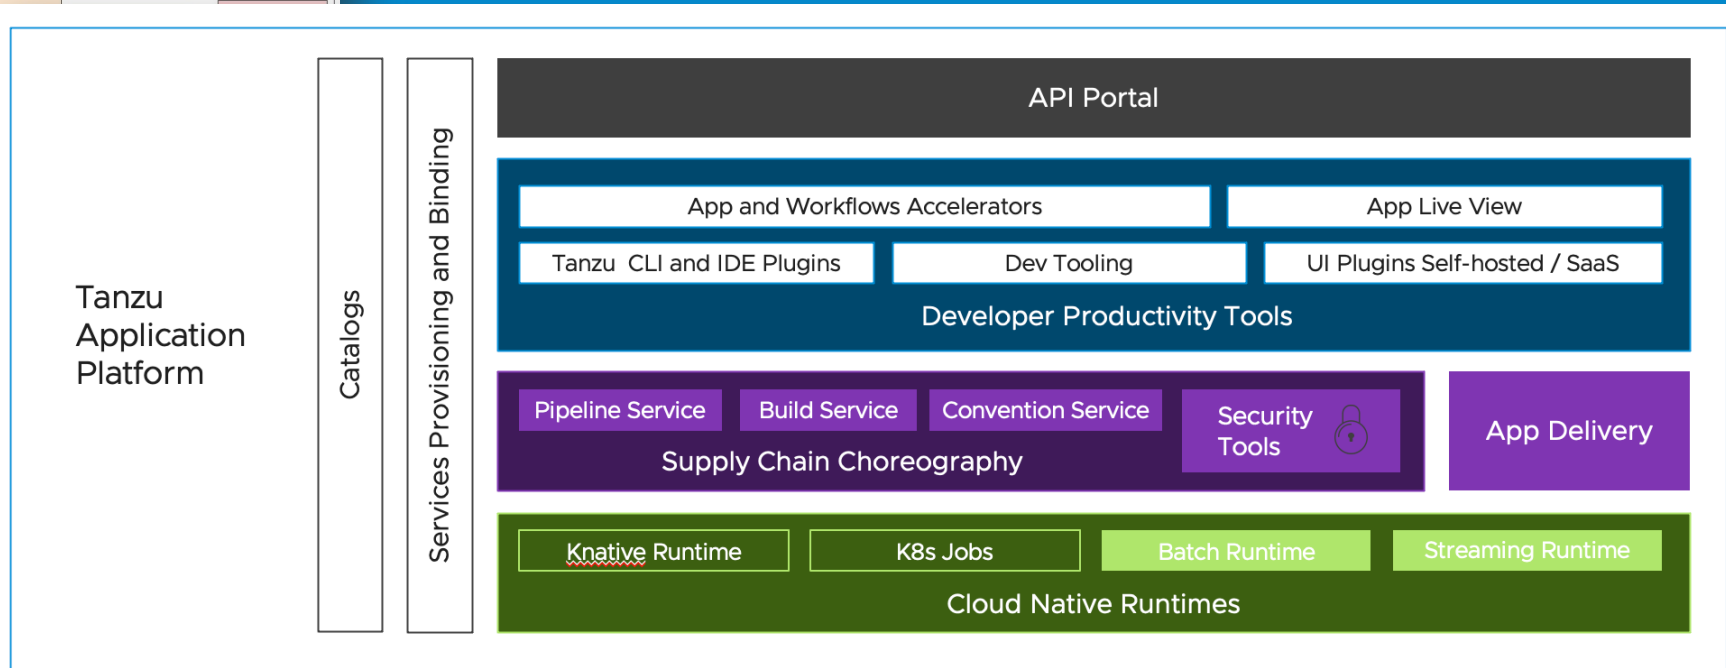 Tanzu
Application
Platform
Catalogs
Services Provisioning and Binding
API Portal
App and Workflows Accelerators
App Live View
Tanzu  CLI and IDE Plugins
Dev Tooling
UI Plugins Self-hosted / SaaS
Developer Productivity Tools
Pipeline Service
Build Service
Convention Service
Security
Tools
Supply Chain Choreography
App Delivery
Knative Runtime
K8s Jobs
Batch Runtime
Streaming Runtime
Cloud Native Runtimes